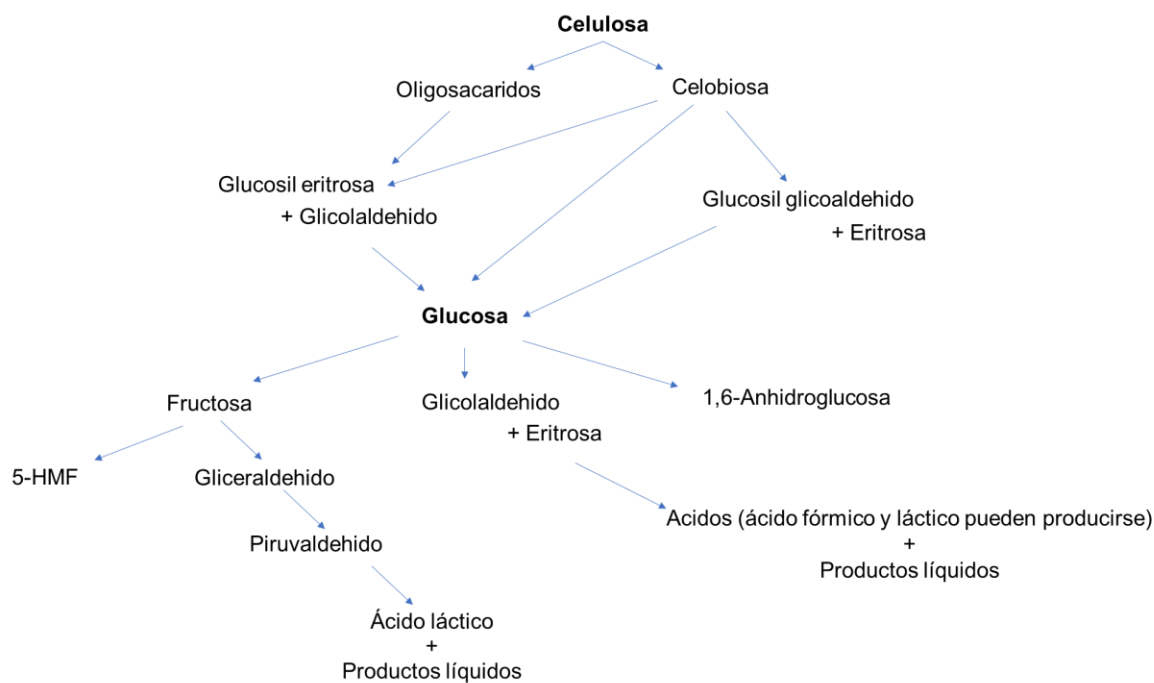 Celulosa
Oligosacaridos
Celobiosa
Glucosil eritrosa
+ Glicolaldehido
Glucosil glicoaldehido
+ Eritrosa
Glucosa
Fructosa
Glicolaldehido
+ Eritrosa
1,6-Anhidroglucosa
5-HMF
Gliceraldehido
Piruvaldehido
Acidos (ácido fórmico y láctico pueden producirse)
+
Productos líquidos
Ácido láctico
+
Productos líquidos